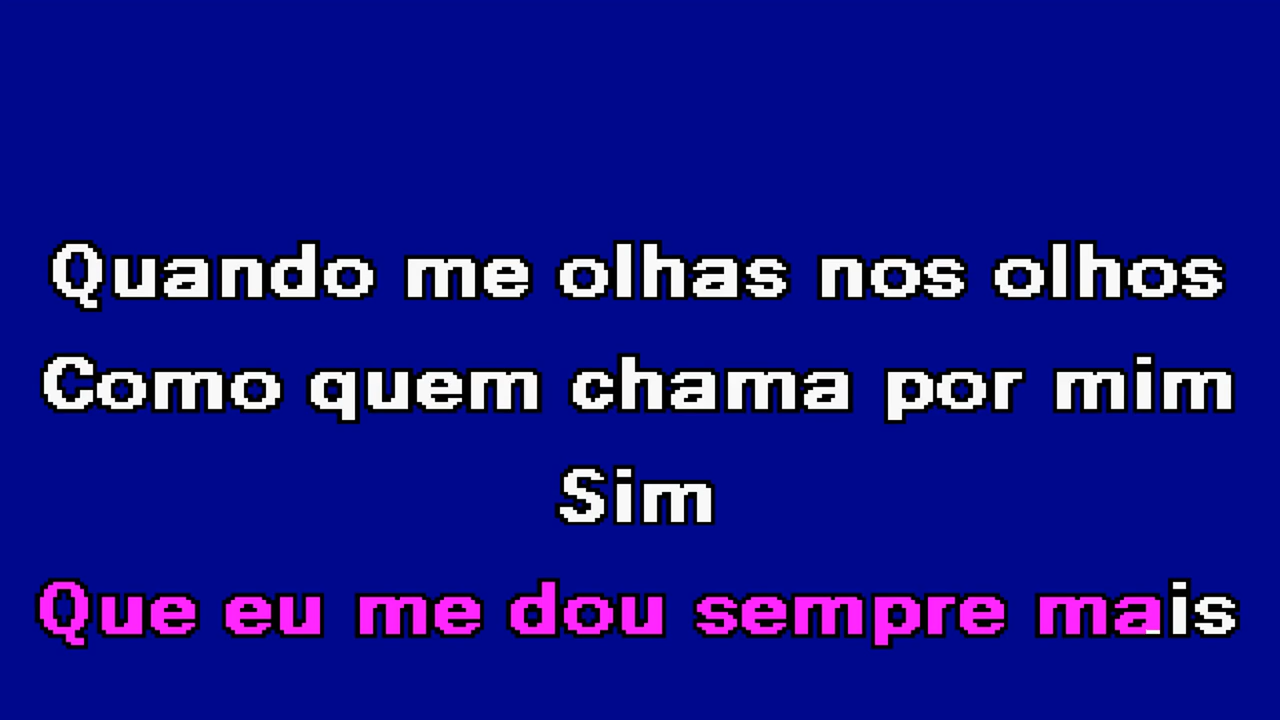 Quando me olhas nos olhos
Como quem chama por mim
Sim
Que eu me dou sempre mais